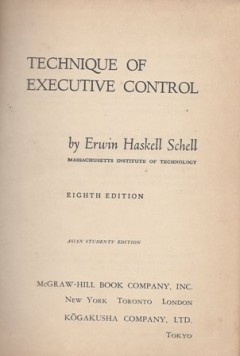 TECHNIQUE OF
EXECUTIVE CONTROL
by Erwin Haskell Schell
MASSACHUSETTS INSTITUTE OF TECHNOLOGY
EIGHTH EDITION
ASIAN STUDENTS' EDITION
McGRAW-HILL BOOK COMPANY, INC.
New York Toronto London
KŌGAKUSHA COMPANY, LTD.
Tokyo